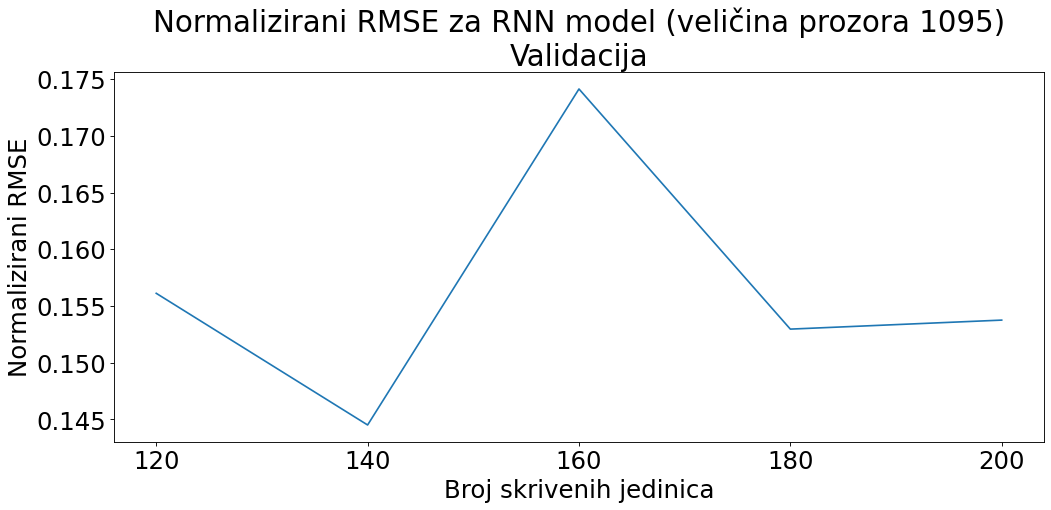 Normalizirani RMSE za RNN model (veličina prozora 1095)
Validacija
Normalizirani RMSE
0.175
0.170
0.165
0.160
0.155
0.150
0.145
120 140 160 180 200
Broj skrivenih jedinica